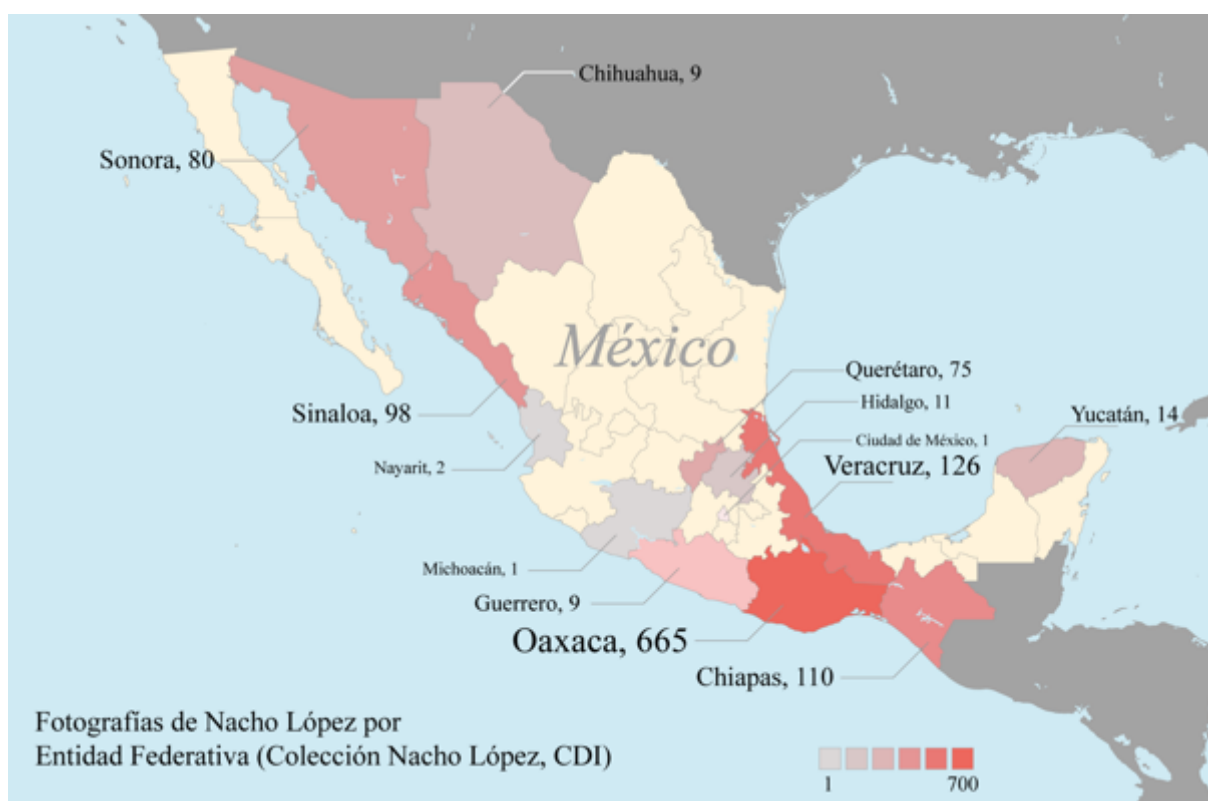 Chihuahua, 9
Sonora, 80
México
Querétaro, 75
Hidalgo, 11
Sinaloa, 98
Yucatán, 14
Ciudad de México, 1
Nayarit, 2
Veracruz, 126
Michoacán, 1
Guerrero, 9
Oaxaca, 665
Chiapas, 110
Fotografías de Nacho López por
Entidad Federativa (Colección Nacho López, CDI)
1 700